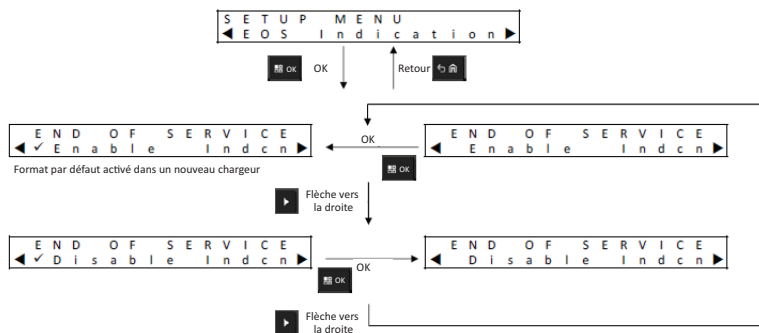 SETUP MENU
◀EOS Indication▶
OK OK Retour
END OF SERVICE
◀✓Enable Indcn▶
OK
END OF SERVICE
◀ Enable Indcn▶
OK
Format par défaut activé dans un nouveau chargeur
Flèche vers
la droite
END OF SERVICE
◀✓Disable Indcn▶
OK
OK
END OF SERVICE
◀ Disable Indcn▶
Flèche vers
la droite